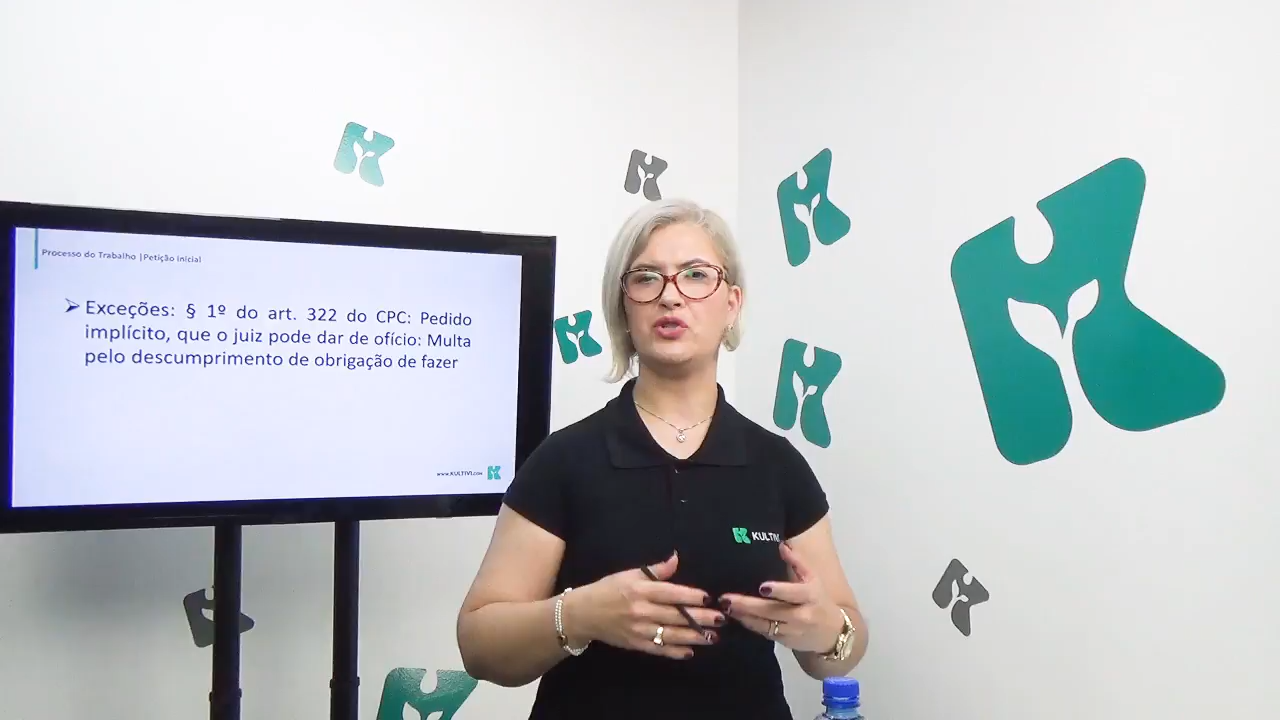 Processo do Trabalho |Petição Inicial
Exceções: § 1º do art. 322 do CPC: Pedido
implícito, que o juiz pode dar de ofício: Multa
pelo descumprimento de obrigação de fazer
www.KULTIVI.com
KULTIVI